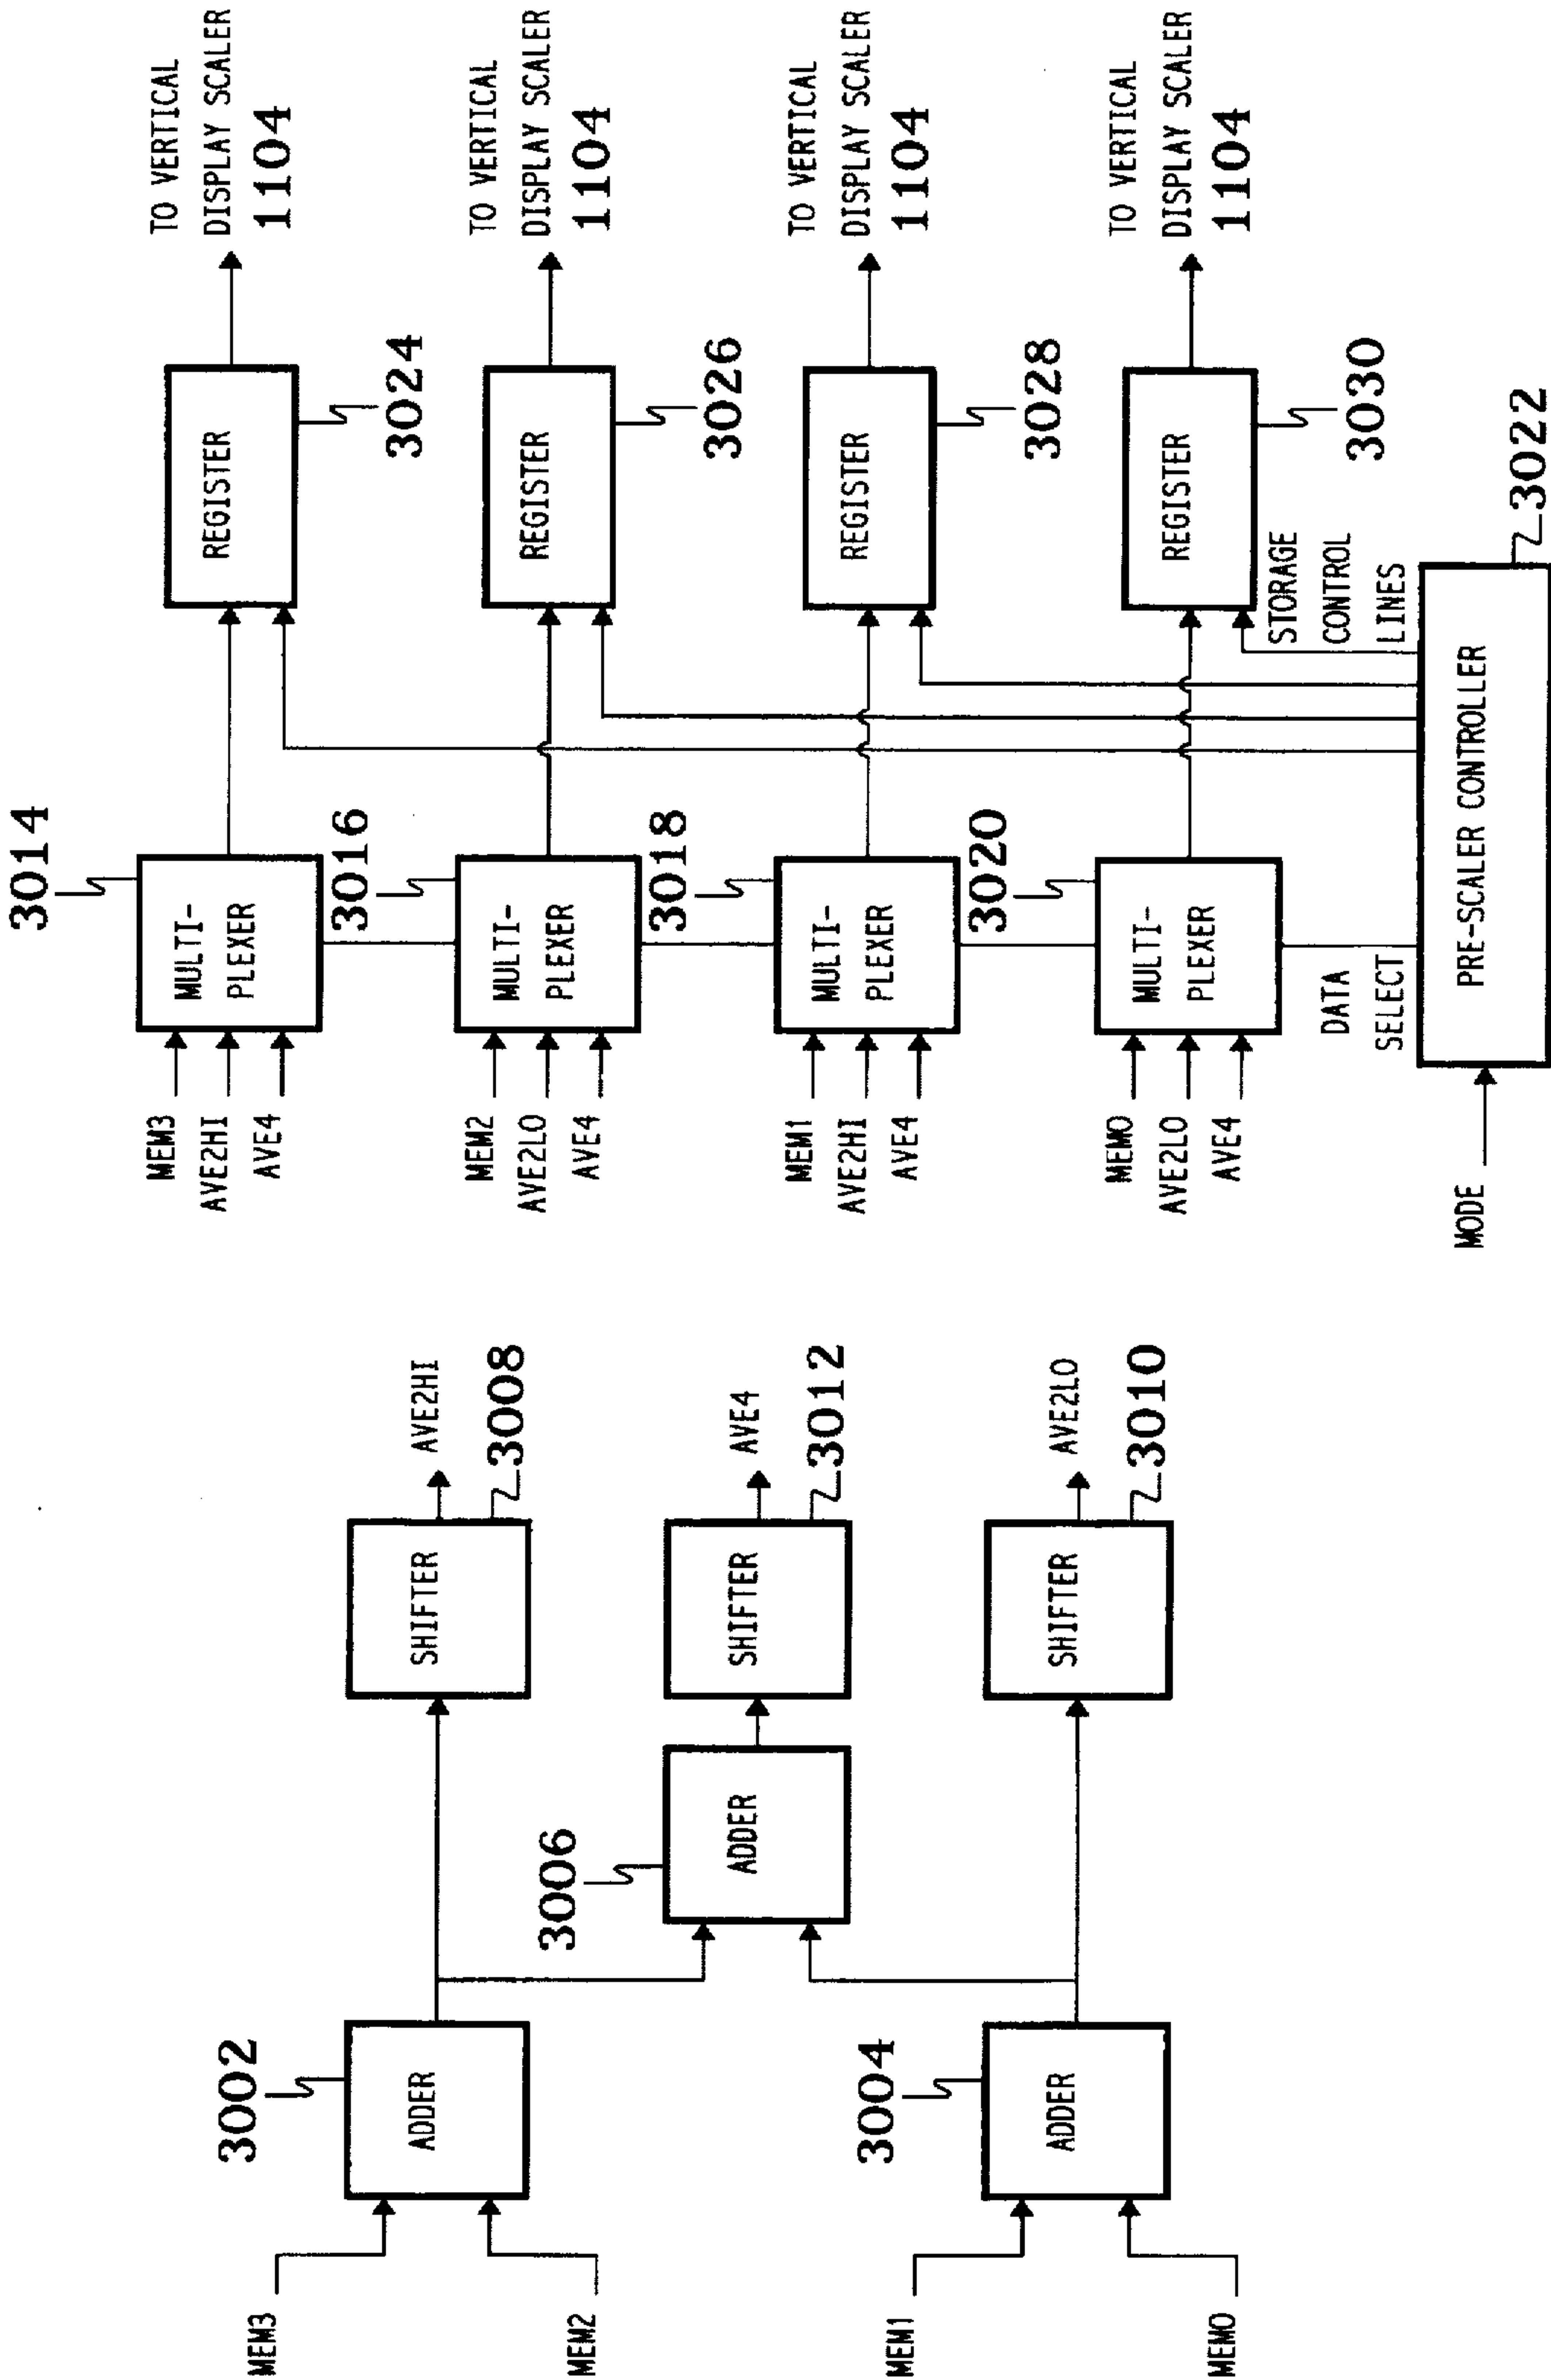 MEM3
MEM2
3002
ADDER
SHIFTER
AVE2HI
3008
3006
ADDER
SHIFTER
AVE4
3012
MEM1
MEM0
3004
ADDER
SHIFTER
AVE2LO
3010
MEM3
AVE2HI
AVE4
3014
MULTI-
PLEXER
REGISTER
3024
TO VERTICAL
DISPLAY SCALER
1104
MEM2
AVE2LO
AVE4
3016
MULTI-
PLEXER
REGISTER
3026
TO VERTICAL
DISPLAY SCALER
1104
MEM1
AVE2HI
AVE4
3018
MULTI-
PLEXER
REGISTER
3028
TO VERTICAL
DISPLAY SCALER
1104
MEM0
AVE2LO
AVE4
3020
MULTI-
PLEXER
REGISTER
3030
TO VERTICAL
DISPLAY SCALER
1104
DATA
SELECT
STORAGE
CONTROL
LINES
MODE
PRE-SCALER CONTROLLER
3022